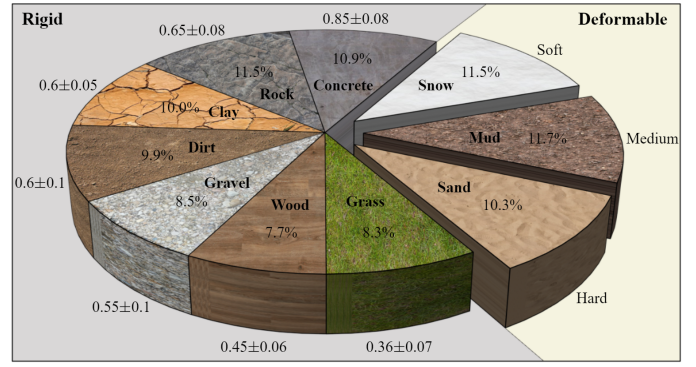 Rigid
Deformable
0.85±0.08
0.65±0.08
0.6±0.05
0.6±0.1
0.55±0.1
0.45±0.06
0.36±0.07
Concrete
10.9%
Rock
11.5%
Clay
10.0%
Dirt
9.9%
Gravel
8.5%
Wood
7.7%
Grass
8.3%
Snow
11.5%
Soft
Mud
11.7%
Medium
Sand
10.3%
Hard